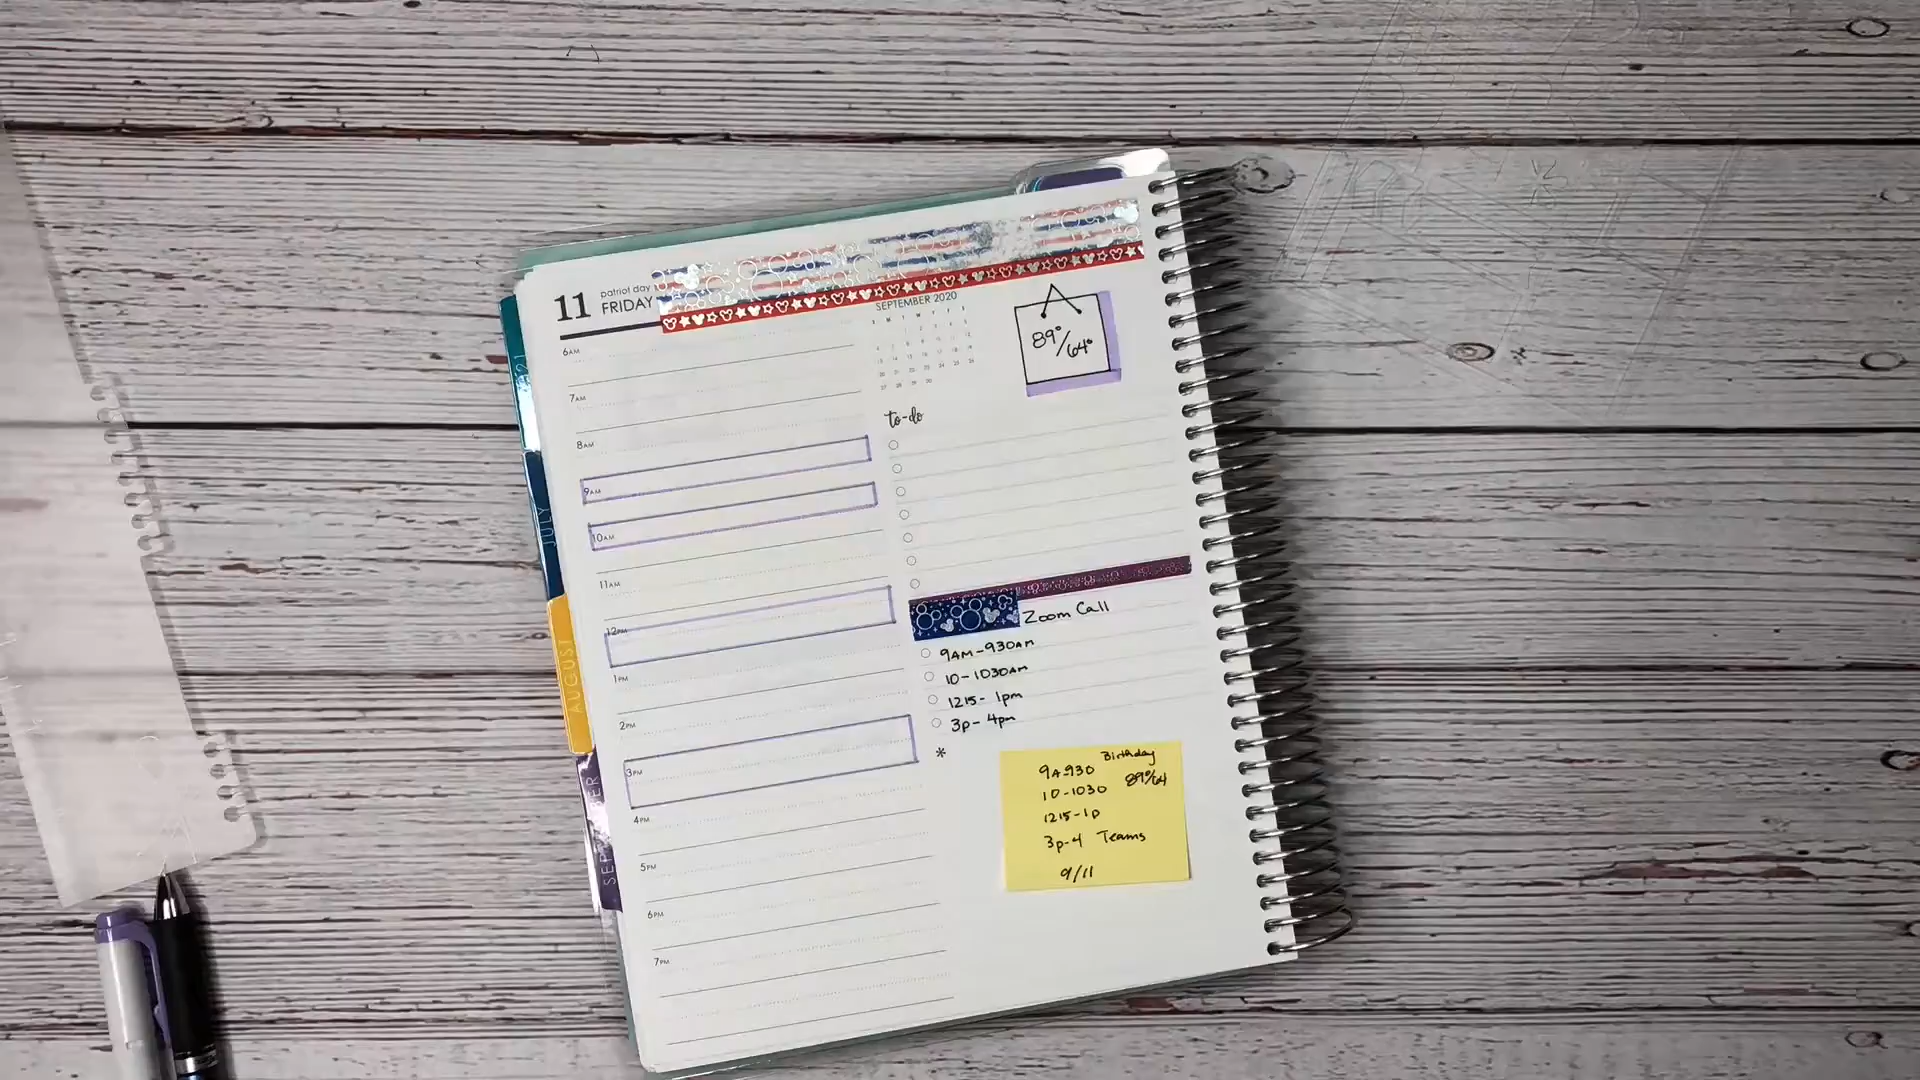 11
patriot day
FRIDAY
SEPTEMBER 2020
89°/64°
6AM
7AM
8AM
9AM
10AM
11AM
12PM
1PM
2PM
3PM
4PM
5PM
6PM
7PM
to-do
Zoom Call
9AM-930AM
10-1030AM
1215-1pm
3p-4pm
*
Birthday
9A-930
89°/64
10-1030
1215-1p
3p-4 Teams
9/11
JULY
AUGUST
SEPTEMBER